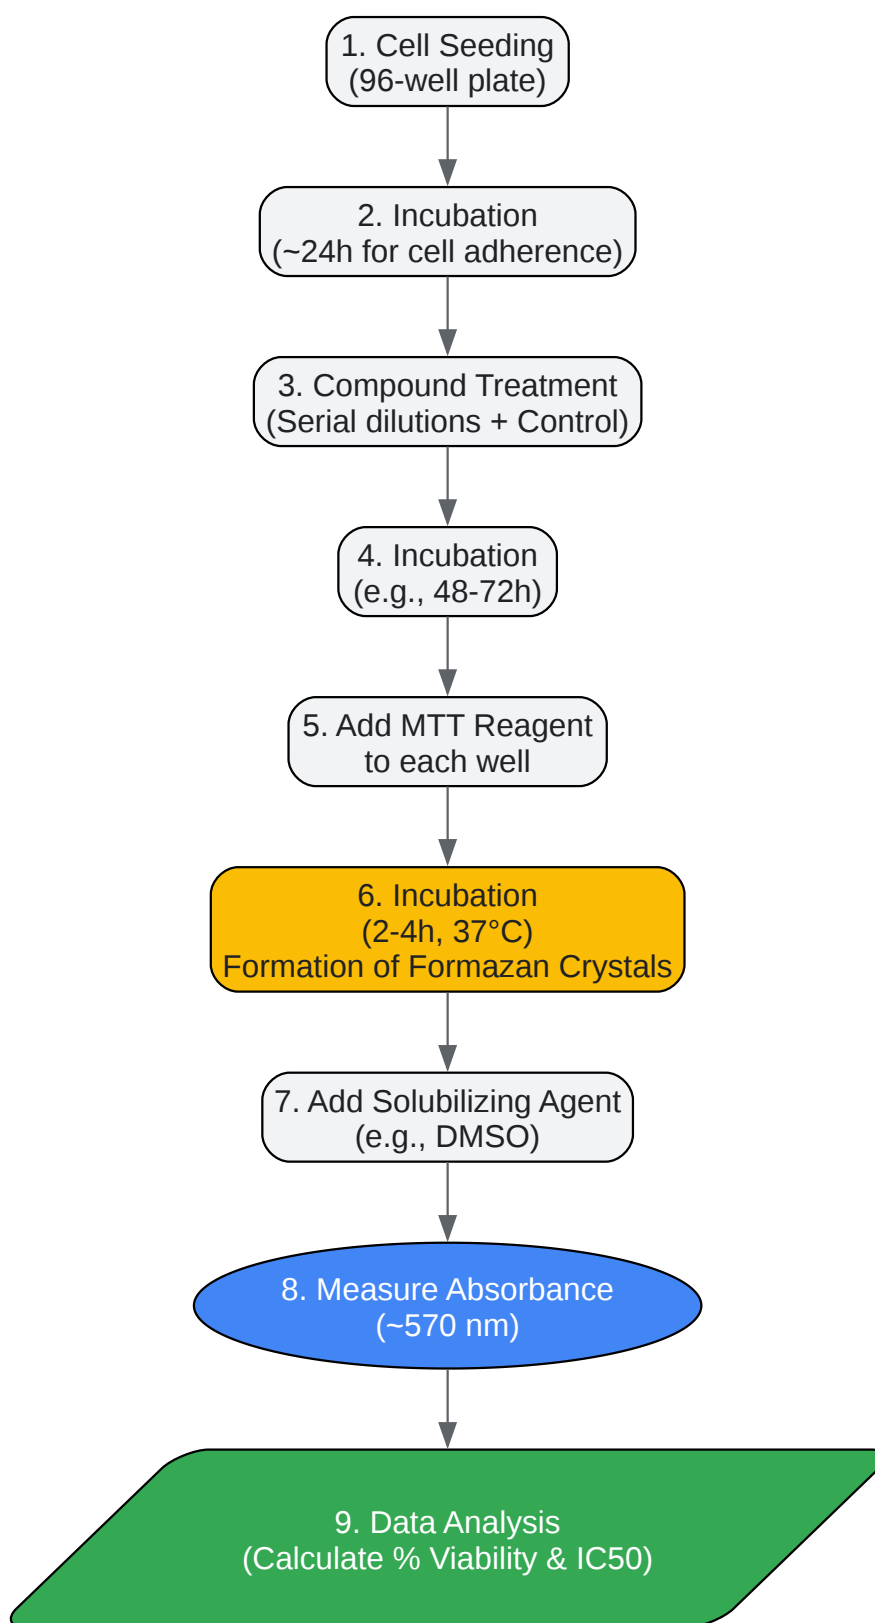 1. Cell Seeding
(96-well plate)
2. Incubation
(~24h for cell adherence)
3. Compound Treatment
(Serial dilutions + Control)
4. Incubation
(e.g., 48-72h)
5. Add MTT Reagent
to each well
6. Incubation
(2-4h, 37°C)
Formation of Formazan Crystals
7. Add Solubilizing Agent
(e.g., DMSO)
8. Measure Absorbance
(~570 nm)
9. Data Analysis
(Calculate % Viability & IC50)